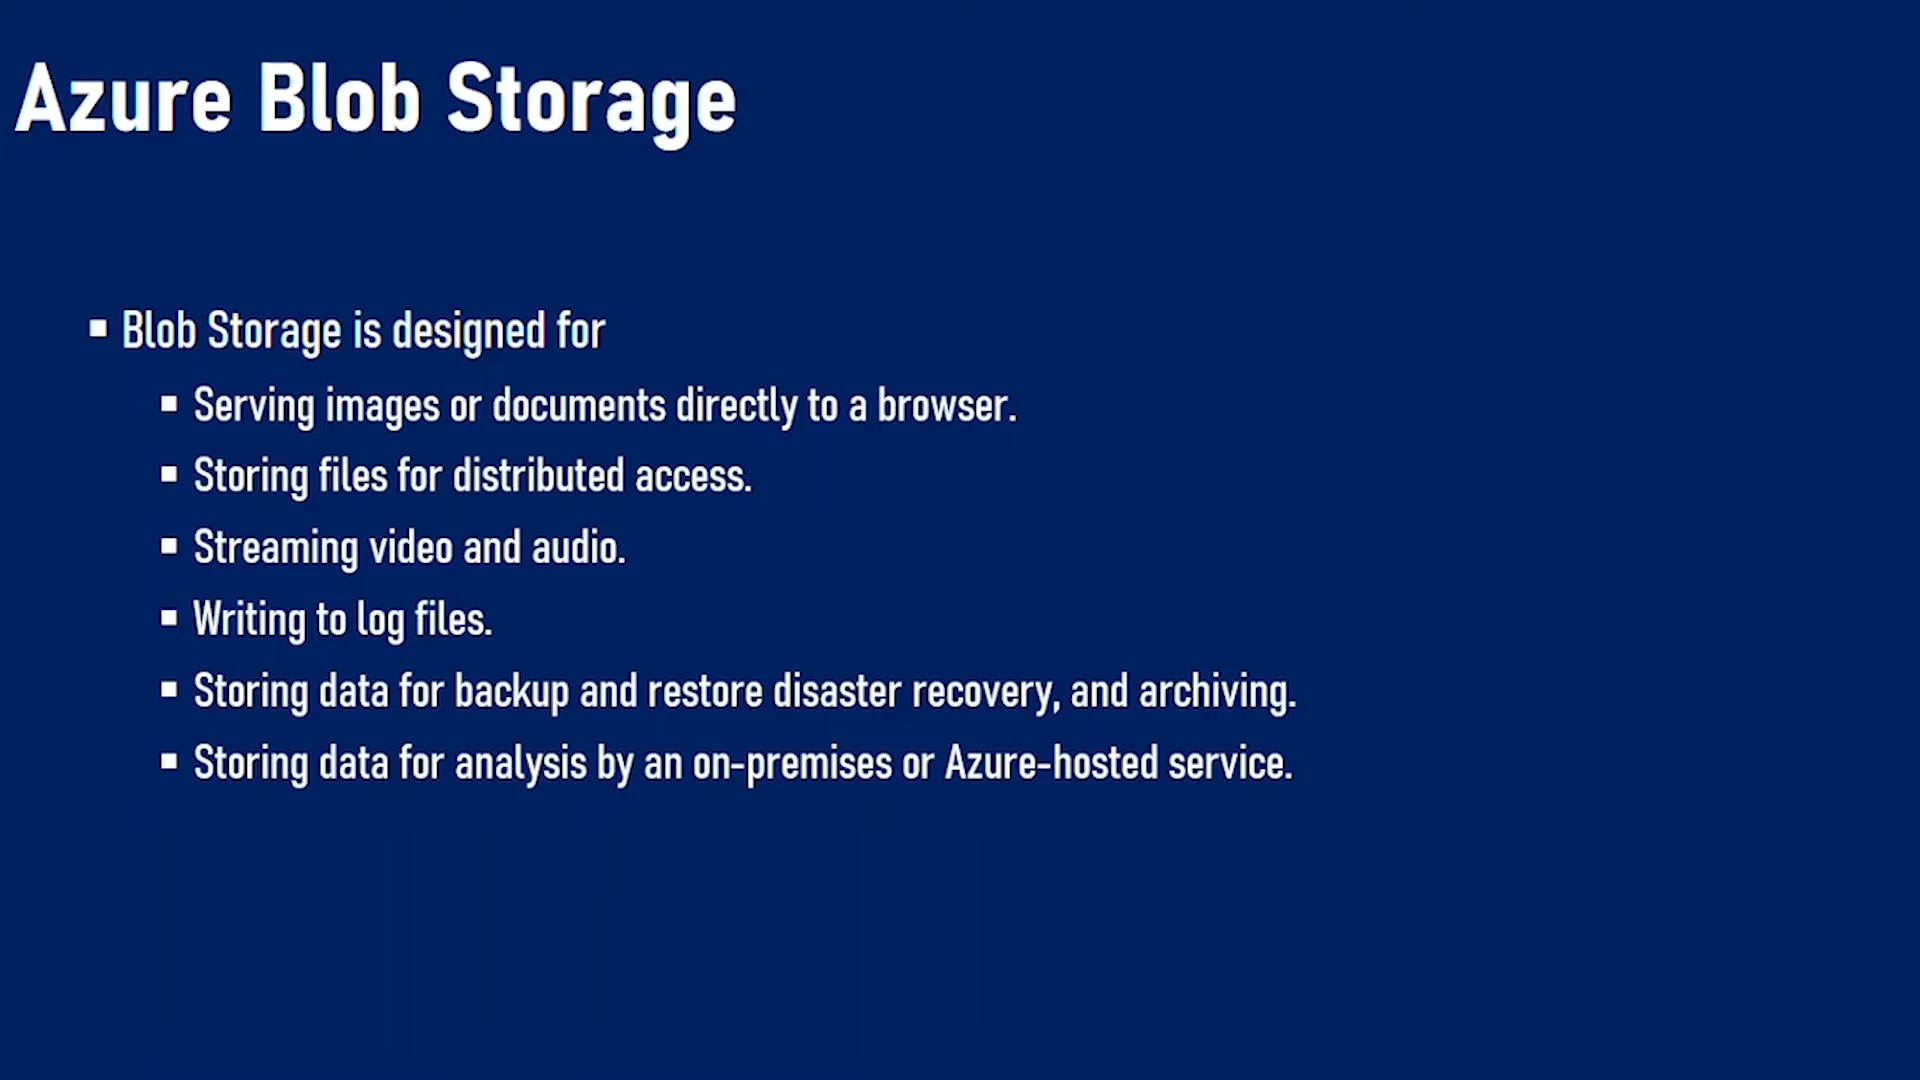 Azure Blob Storage
▪ Blob Storage is designed for
▪ Serving images or documents directly to a browser.
▪ Storing files for distributed access.
▪ Streaming video and audio.
▪ Writing to log files.
▪ Storing data for backup and restore disaster recovery, and archiving.
▪ Storing data for analysis by an on-premises or Azure-hosted service.